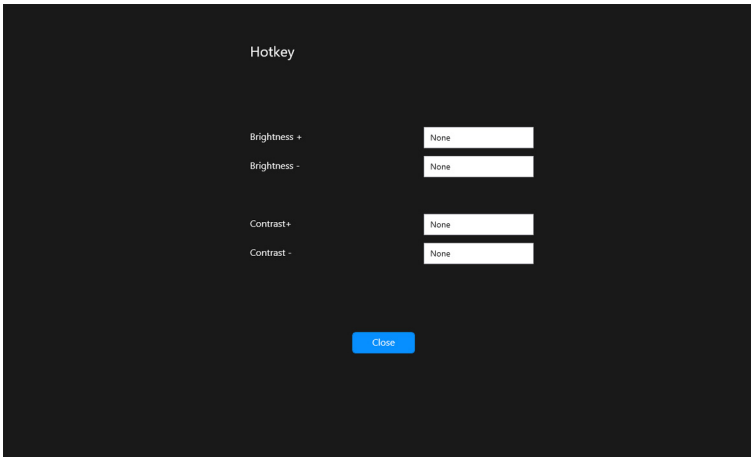 Hotkey
Brightness + None
Brightness - None
Contrast+ None
Contrast - None
Close